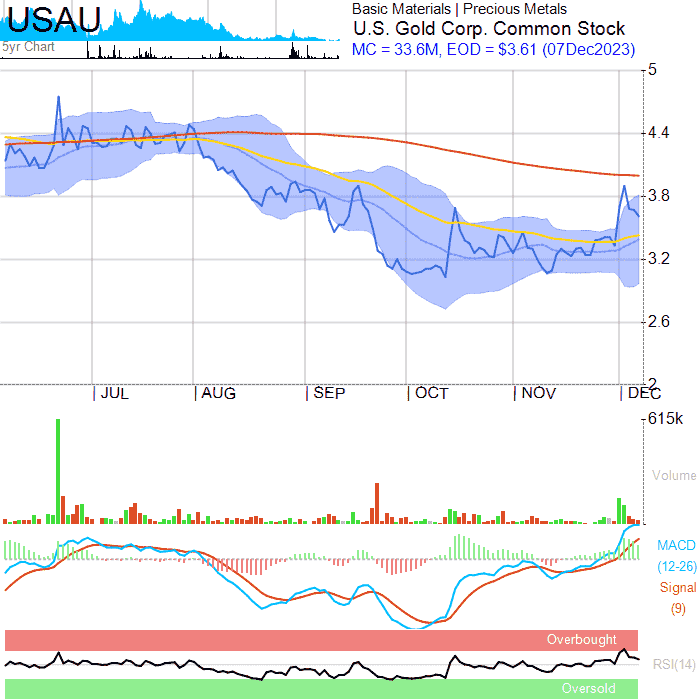 USAU
5yr Chart
Basic Materials | Precious Metals
U.S. Gold Corp. Common Stock
MC = 33.6M, EOD = $3.61 (07Dec2023)
5
4.4
3.8
3.2
2.6
2
JUL AUG SEP OCT NOV DEC
615k
Volume
MACD
(12-26)
Signal
(9)
Overbought
RSI(14)
Oversold